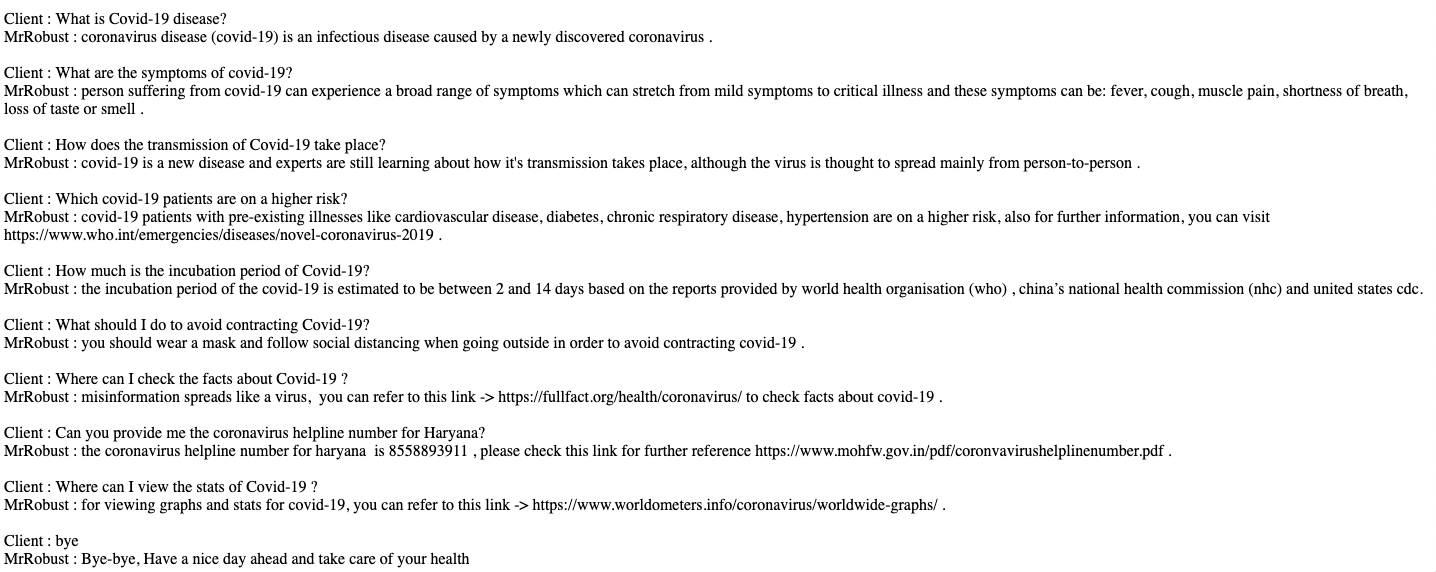 Client : What is Covid-19 disease?
MrRobust : coronavirus disease (covid-19) is an infectious disease caused by a newly discovered coronavirus .
Client : What are the symptoms of covid-19?
MrRobust : person suffering from covid-19 can experience a broad range of symptoms which can stretch from mild symptoms to critical illness and these symptoms can be: fever, cough, muscle pain, shortness of breath,
loss of taste or smell .
Client : How does the transmission of Covid-19 take place?
MrRobust : covid-19 is a new disease and experts are still learning about how it's transmission takes place, although the virus is thought to spread mainly from person-to-person .
Client : Which covid-19 patients are on a higher risk?
MrRobust : covid-19 patients with pre-existing illnesses like cardiovascular disease, diabetes, chronic respiratory disease, hypertension are on a higher risk, also for further information, you can visit
https://www.who.int/emergencies/diseases/novel-coronavirus-2019 .
Client : How much is the incubation period of Covid-19?
MrRobust : the incubation period of the covid-19 is estimated to be between 2 and 14 days based on the reports provided by world health organisation (who) , china’s national health commission (nhc) and united states cdc.
Client : What should I do to avoid contracting Covid-19?
MrRobust : you should wear a mask and follow social distancing when going outside in order to avoid contracting covid-19 .
Client : Where can I check the facts about Covid-19 ?
MrRobust : misinformation spreads like a virus,  you can refer to this link -> https://fullfact.org/health/coronavirus/ to check facts about covid-19 .
Client : Can you provide me the coronavirus helpline number for Haryana?
MrRobust : the coronavirus helpline number for haryana  is 8558893911 , please check this link for further reference https://www.mohfw.gov.in/pdf/coronvavirushelplinenumber.pdf .
Client : Where can I view the stats of Covid-19 ?
MrRobust : for viewing graphs and stats for covid-19, you can refer to this link -> https://www.worldometers.info/coronavirus/worldwide-graphs/ .
Client : bye
MrRobust : Bye-bye, Have a nice day ahead and take care of your health